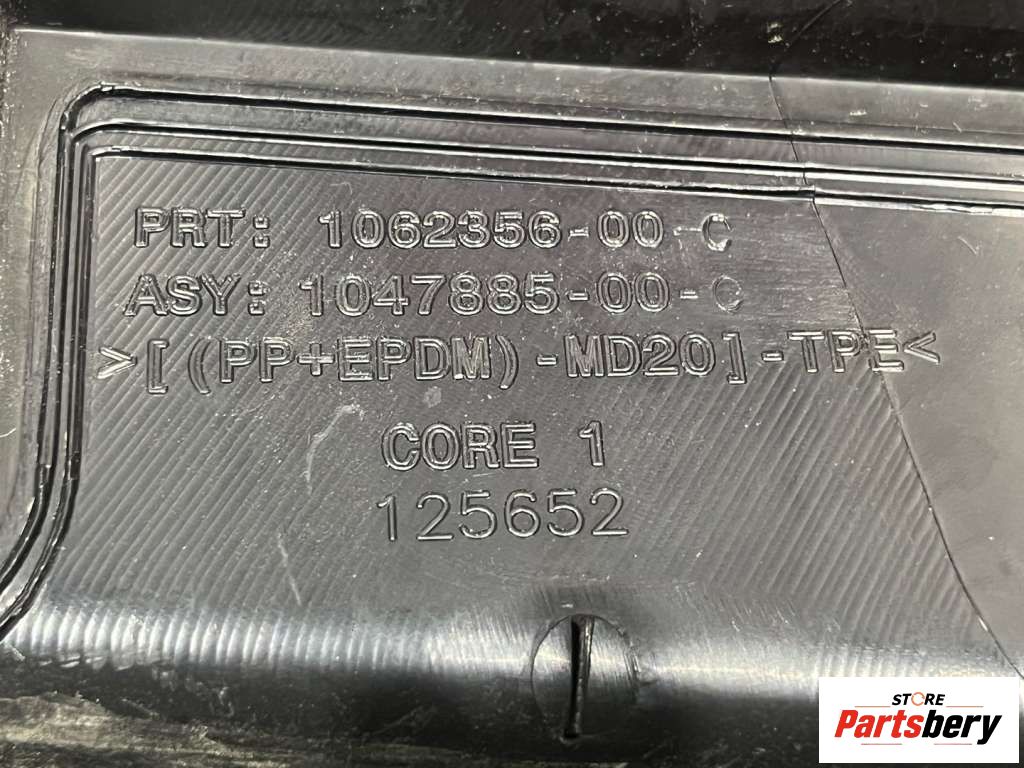 PRT: 1062356-00-C
ASY: 1047885-00-C
>[(PP+EPDM)-MD20]-TPE<
CORE 1
125652
STORE
Partsbery